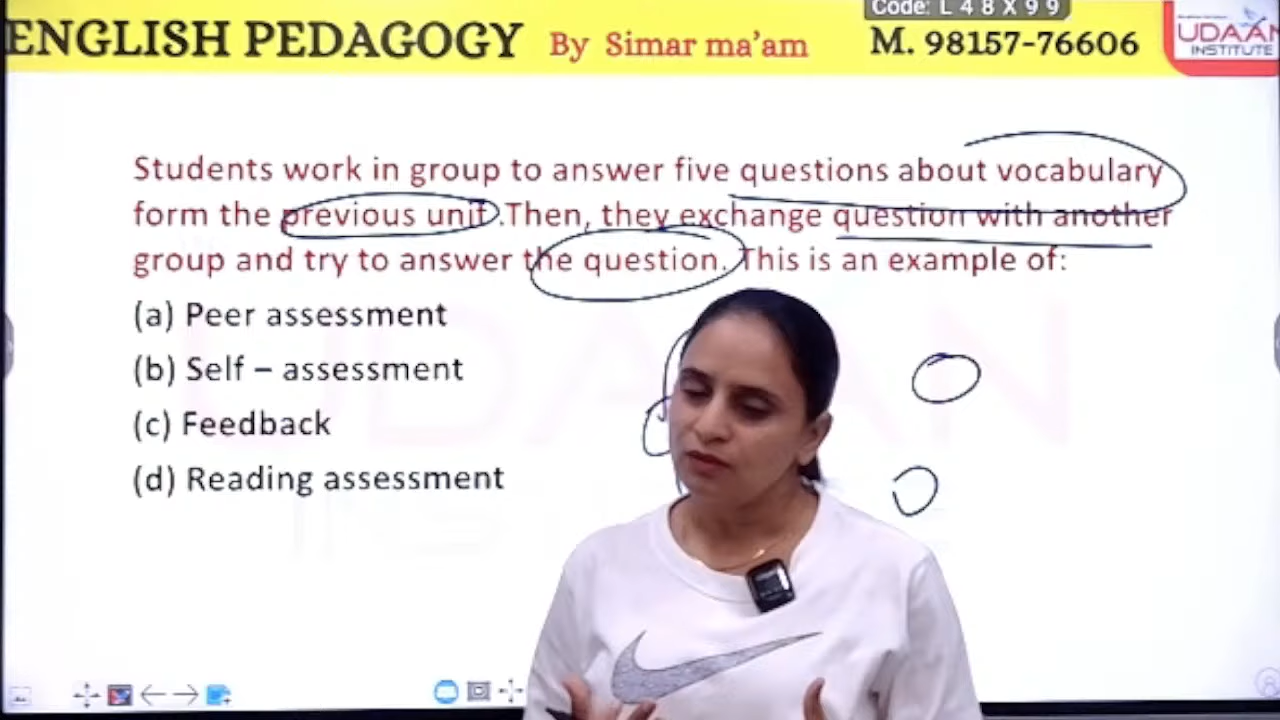 Code: L 4 8 X 9 9
ENGLISH PEDAGOGY By Simar ma'am M. 98157-76606 UDAAN INSTITUTE
Students work in group to answer five questions about vocabulary
form the previous unit .Then, they exchange question with another
group and try to answer the question. This is an example of:
(a) Peer assessment
(b) Self – assessment
(c) Feedback
(d) Reading assessment
UDAAN